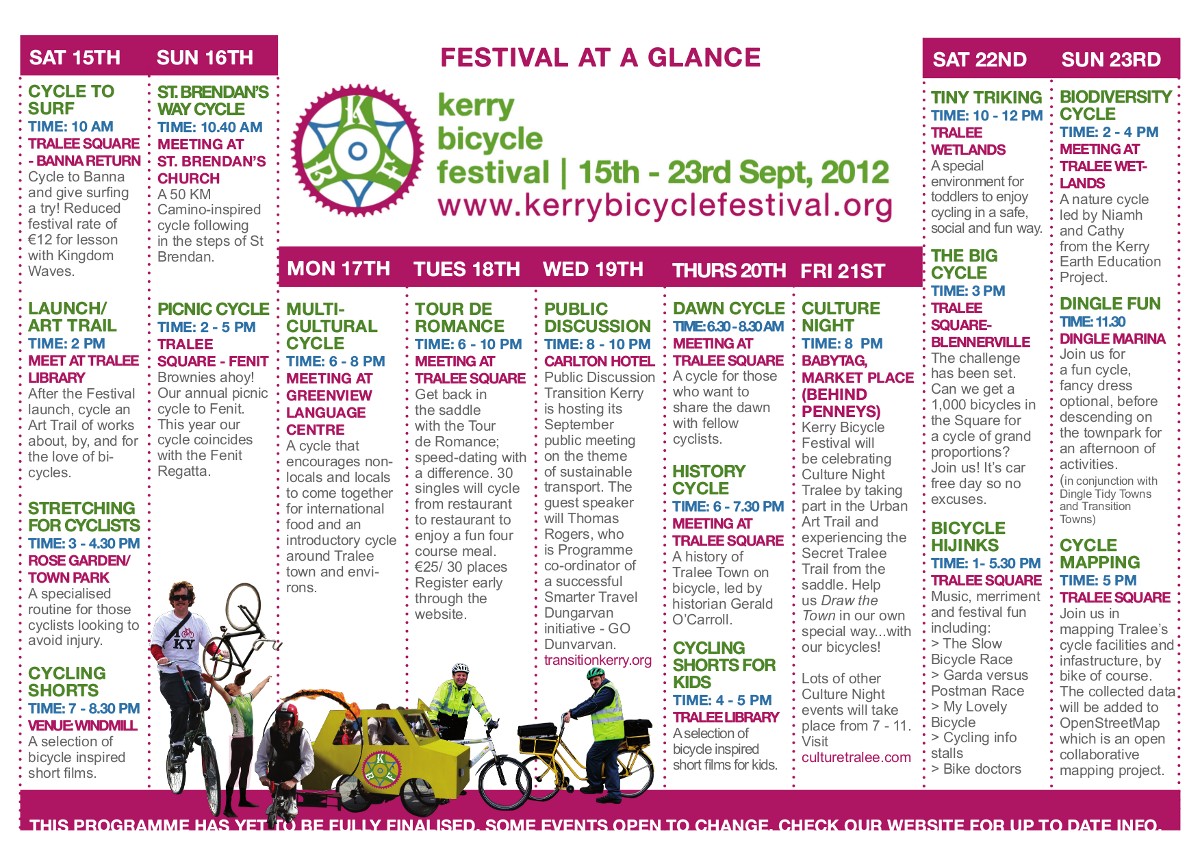 FESTIVAL AT A GLANCE
kerry
bicycle
festival | 15th - 23rd Sept, 2012
www.kerrybicyclefestival.org
K
B
F
SAT 15TH
CYCLE TO
SURF
TIME: 10 AM
TRALEE SQUARE
- BANNA RETURN
Cycle to Banna
and give surfing
a try! Reduced
festival rate of
€12 for lesson
with Kingdom
Waves.
LAUNCH/
ART TRAIL
TIME: 2 PM
MEET AT TRALEE
LIBRARY
After the Festival
launch, cycle an
Art Trail of works
about, by, and for
the love of bi-
cycles.
STRETCHING
FOR CYCLISTS
TIME: 3 - 4.30 PM
ROSE GARDEN/
TOWN PARK
A specialised
routine for those
cyclists looking to
avoid injury.
CYCLING
SHORTS
TIME: 7 - 8.30 PM
VENUE: WINDMILL
A selection of
bicycle inspired
short films.
SUN 16TH
ST. BRENDAN'S
WAY CYCLE
TIME: 10.40 AM
MEETING AT
ST. BRENDAN'S
CHURCH
A 50 KM
Camino-inspired
cycle following
in the steps of St
Brendan.
PICNIC CYCLE
TIME: 2 - 5 PM
TRALEE
SQUARE - FENIT
Brownies ahoy!
Our annual picnic
cycle to Fenit.
This year our
cycle coincides
with the Fenit
Regatta.
KY
MON 17TH
MULTI-
CULTURAL
CYCLE
TIME: 6 - 8 PM
MEETING AT
GREENVIEW
LANGUAGE
CENTRE
A cycle that
encourages non-
locals and locals
to come together
for international
food and an
introductory cycle
around Tralee
town and envi-
rons.
TUES 18TH
TOUR DE
ROMANCE
TIME: 6 - 10 PM
MEETING AT
TRALEE SQUARE
Get back in
the saddle
with the Tour
de Romance;
speed-dating with
a difference. 30
singles will cycle
from restaurant
to restaurant to
enjoy a fun four
course meal.
€25/ 30 places
Register early
through the
website.
WED 19TH
PUBLIC
DISCUSSION
TIME: 8 - 10 PM
CARLTON HOTEL
Public Discussion
Transition Kerry
is hosting its
September
public meeting
on the theme
of sustainable
transport. The
guest speaker
will Thomas
Rogers, who
is Programme
co-ordinator of
a successful
Smarter Travel
Dungarvan
initiative - GO
Dunvarvan.
transitionkerry.org
THURS 20TH
DAWN CYCLE
TIME: 6.30 - 8.30 AM
MEETING AT
TRALEE SQUARE
A cycle for those
who want to
share the dawn
with fellow
cyclists.
HISTORY
CYCLE
TIME: 6 - 7.30 PM
MEETING AT
TRALEE SQUARE
A history of
Tralee Town on
bicycle, led by
historian Gerald
O'Carroll.
CYCLING
SHORTS FOR
KIDS
TIME: 4 - 5 PM
TRALEE LIBRARY
A selection of
bicycle inspired
short films for kids.
FRI 21ST
CULTURE
NIGHT
TIME: 8 PM
BABYTAG,
MARKET PLACE
(BEHIND
PENNEYS)
Kerry Bicycle
Festival will
be celebrating
Culture Night
Tralee by taking
part in the Urban
Art Trail and
experiencing the
Secret Tralee
Trail from the
saddle. Help
us Draw the
Town in our own
special way...with
our bicycles!
Lots of other
Culture Night
events will take
place from 7 - 11.
Visit
culturetralee.com
SAT 22ND
TINY TRIKING
TIME: 10 - 12 PM
TRALEE
WETLANDS
A special
environment for
toddlers to enjoy
cycling in a safe,
social and fun way.
THE BIG
CYCLE
TIME: 3 PM
TRALEE
SQUARE-
BLENNERVILLE
The challenge
has been set.
Can we get a
1,000 bicycles in
the Square for
a cycle of grand
proportions?
Join us! It's car
free day so no
excuses.
BICYCLE
HIJINKS
TIME: 1- 5.30 PM
TRALEE SQUARE
Music, merriment
and festival fun
including:
> The Slow
Bicycle Race
> Garda versus
Postman Race
> My Lovely
Bicycle
> Cycling info
stalls
> Bike doctors
SUN 23RD
BIODIVERSITY
CYCLE
TIME: 2 - 4 PM
MEETING AT
TRALEE WET-
LANDS
A nature cycle
led by Niamh
and Cathy
from the Kerry
Earth Education
Project.
DINGLE FUN
TIME: 11.30
DINGLE MARINA
Join us for
a fun cycle,
fancy dress
optional, before
descending on
the townpark for
an afternoon of
activities.
(in conjunction with
Dingle Tidy Towns
and Transition
Towns)
CYCLE
MAPPING
TIME: 5 PM
TRALEE SQUARE
Join us in
mapping Tralee's
cycle facilities and
infastructure, by
bike of course.
The collected data
will be added to
OpenStreetMap
which is an open
collaborative
mapping project.
THIS PROGRAMME HAS YET TO BE FULLY FINALISED. SOME EVENTS OPEN TO CHANGE. CHECK OUR WEBSITE FOR UP TO DATE INFO.